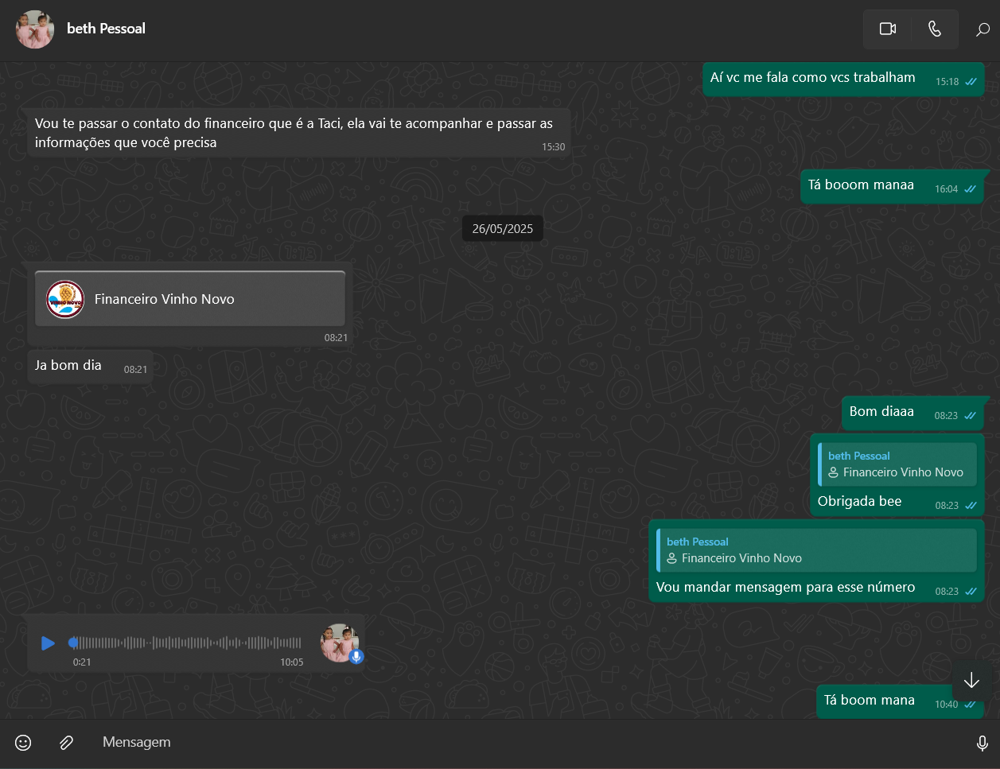 beth Pessoal
Aí vc me fala como vcs trabalham
15:18
Vou te passar o contato do financeiro que é a Taci, ela vai te acompanhar e passar as
informações que você precisa
15:30
Tá booom manaa
16:04
26/05/2025
VINHO NOVO
Financeiro Vinho Novo
08:21
Ja bom dia
08:21
Bom diaaa
08:23
beth Pessoal
Financeiro Vinho Novo
Obrigada bee
08:23
beth Pessoal
Financeiro Vinho Novo
Vou mandar mensagem para esse número
08:23
0:21
10:05
Tá boom mana
10:40
Mensagem